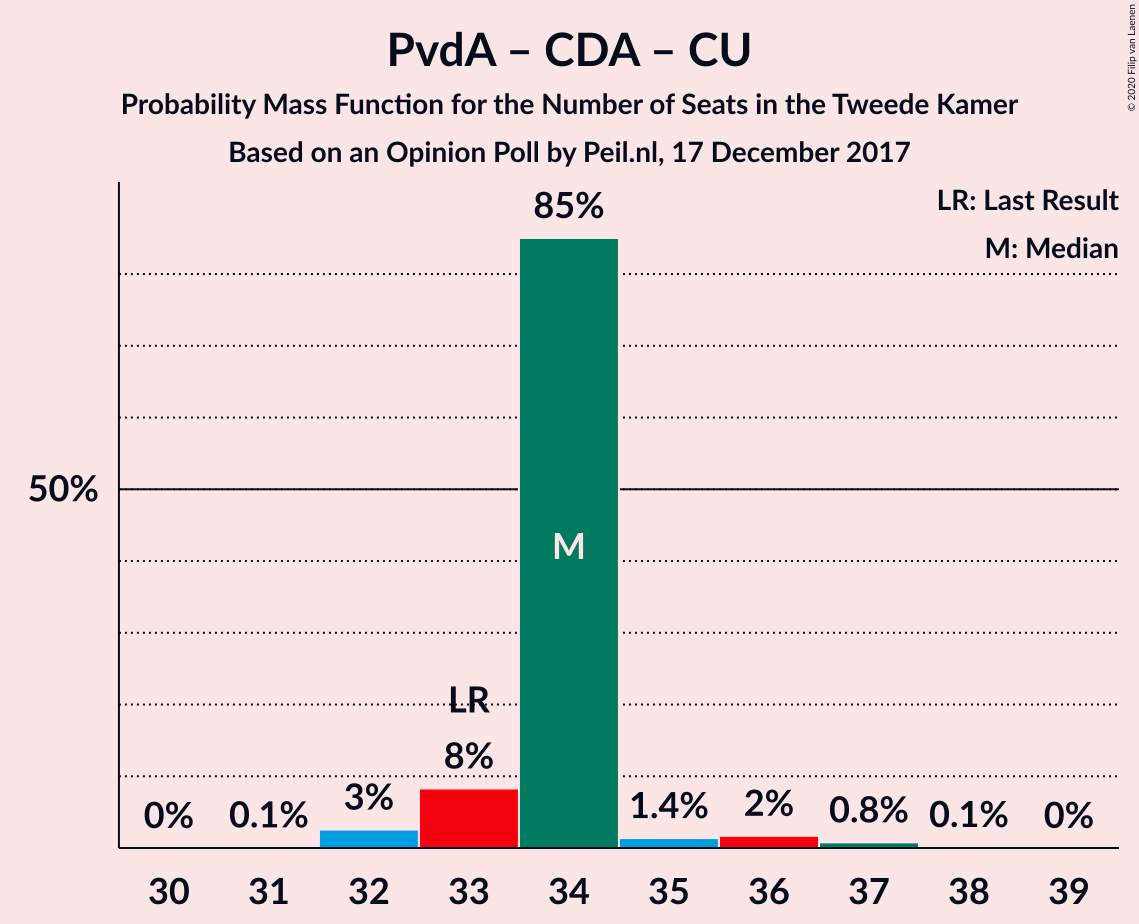 PvdA – CDA – CU
Probability Mass Function for the Number of Seats in the Tweede Kamer
Based on an Opinion Poll by Peil.nl, 17 December 2017
© 2020 Filip van Laenen
LR: Last Result
M: Median
85%
50%
M
LR
0% 0.1% 3% 8% 1.4% 2% 0.8% 0.1% 0%
30 31 32 33 34 35 36 37 38 39